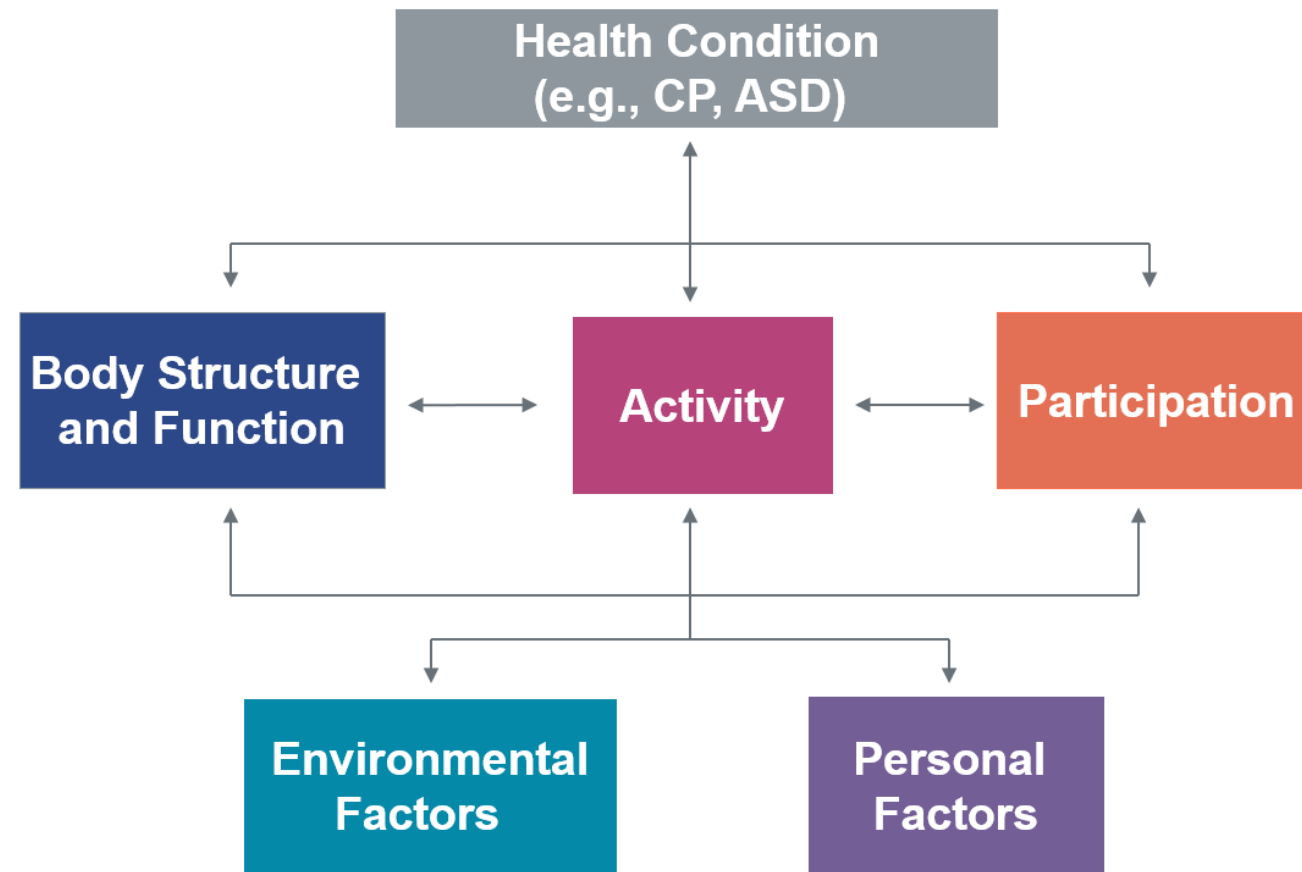 Health Condition
(e.g., CP, ASD)
Body Structure
and Function
Activity
Participation
Environmental
Factors
Personal
Factors